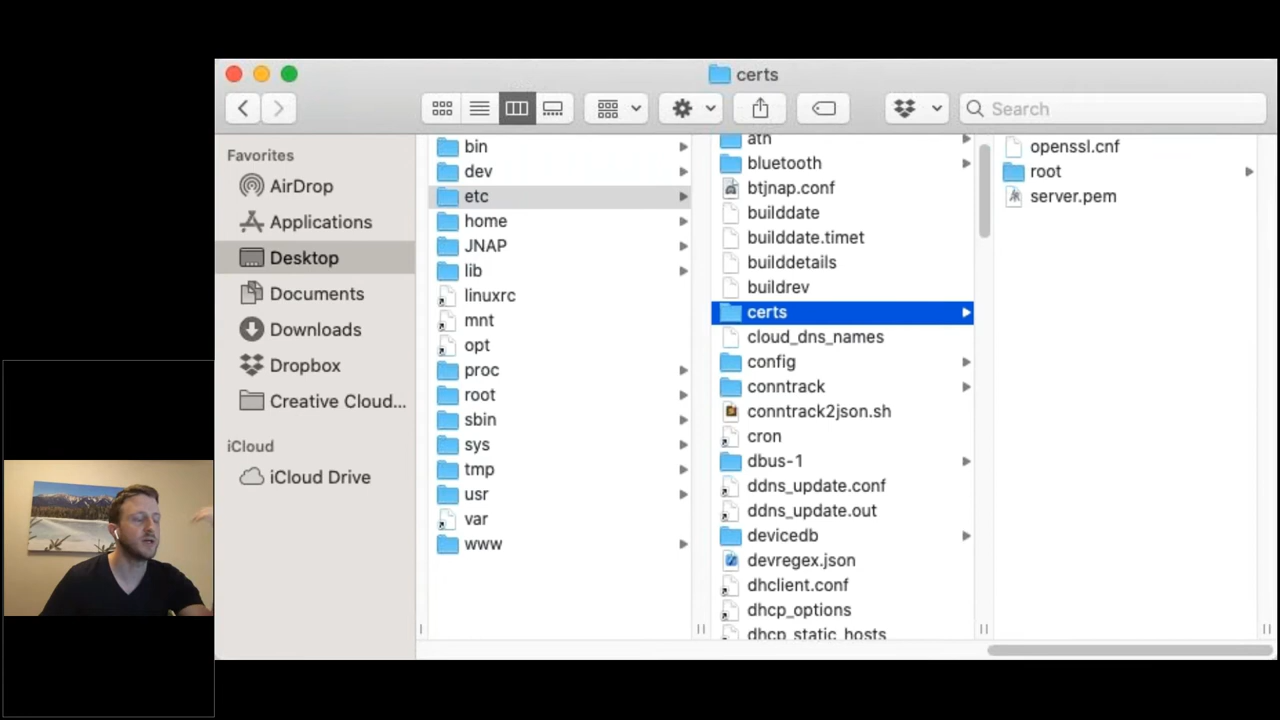 certs
Search
Favorites
AirDrop
Applications
Desktop
Documents
Downloads
Dropbox
Creative Cloud...
iCloud
iCloud Drive
bin
dev
etc
home
JNAP
lib
linuxrc
mnt
opt
proc
root
sbin
sys
tmp
usr
var
www
ath
bluetooth
btjnap.conf
builddate
builddate.timet
builddetails
buildrev
certs
cloud_dns_names
config
conntrack
conntrack2json.sh
cron
dbus-1
ddns_update.conf
ddns_update.out
devicedb
devregex.json
dhclient.conf
dhcp_options
dhcp_static_hosts
openssl.cnf
root
server.pem